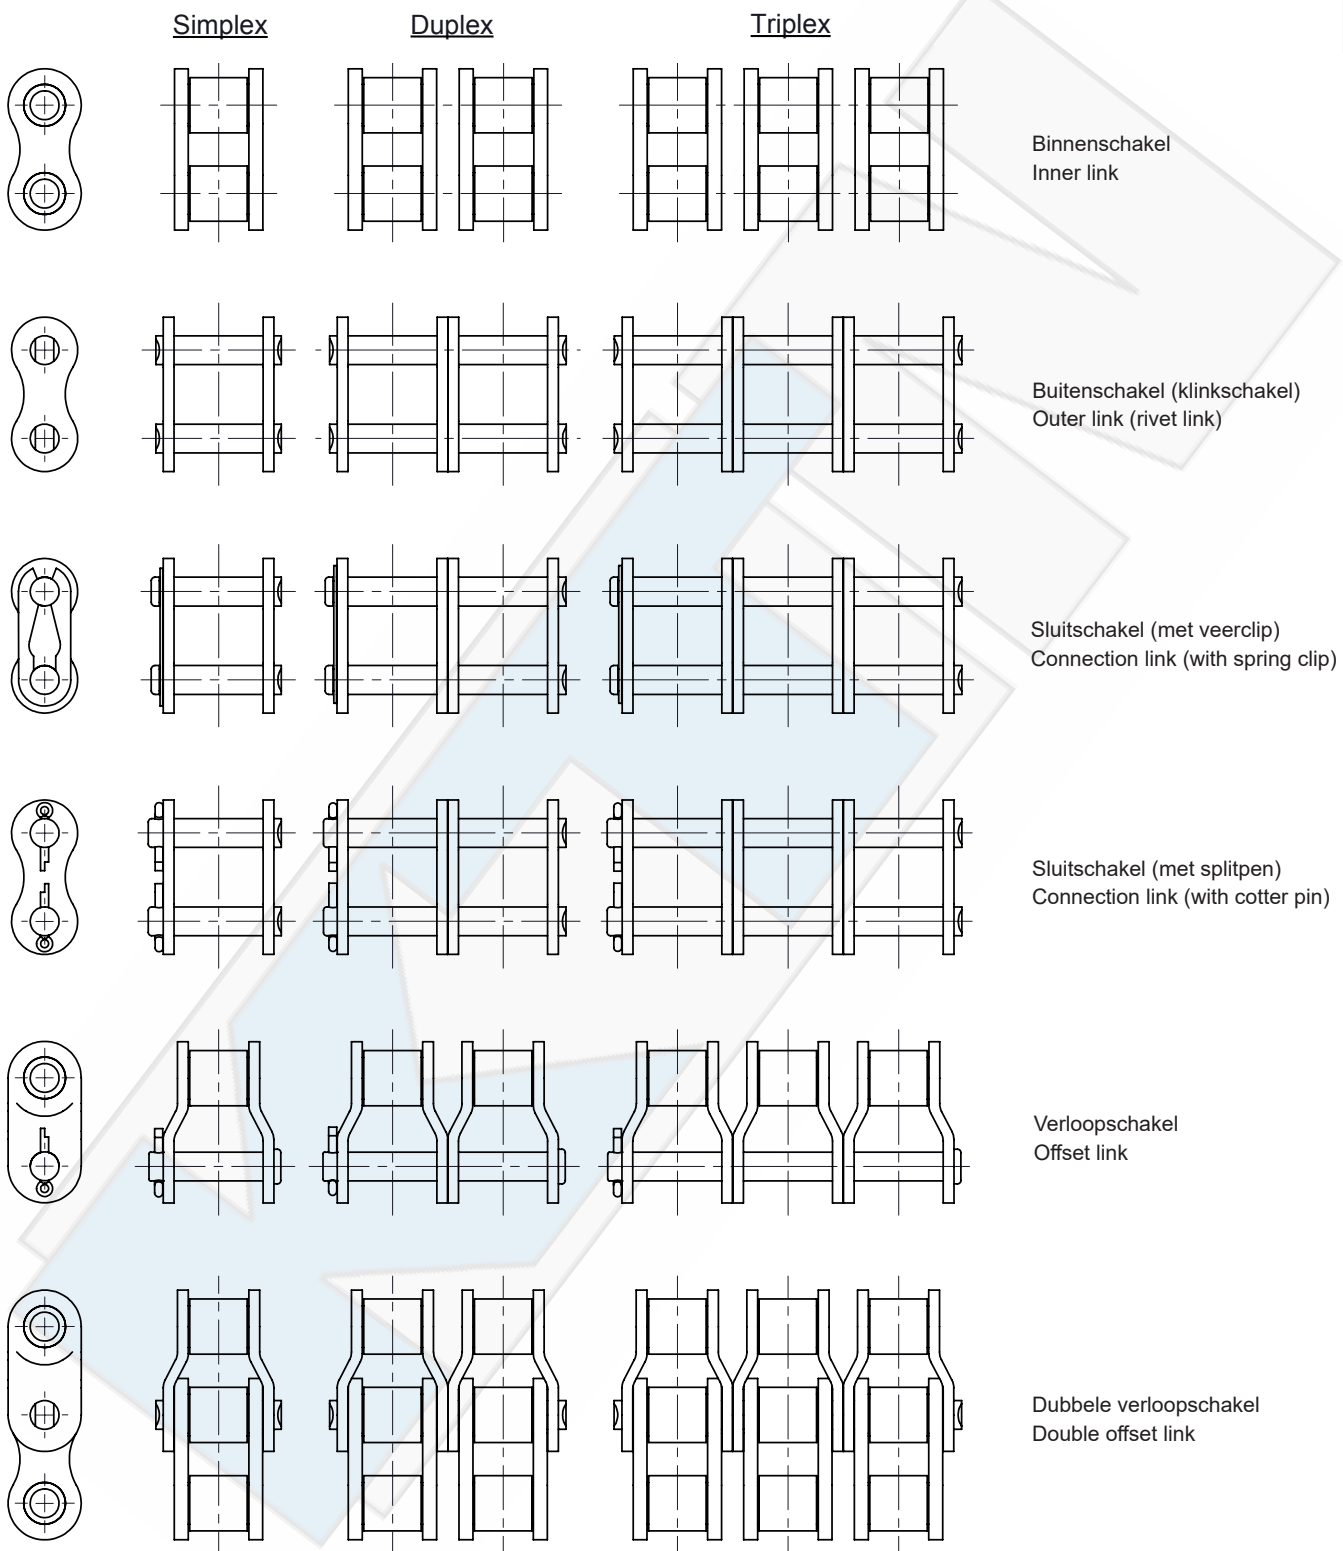 Simplex
Duplex
Triplex
Binnenschakel
Inner link
Buitenschakel (klinkschakel)
Outer link (rivet link)
Sluitschakel (met veerclip)
Connection link (with spring clip)
Sluitschakel (met splitpen)
Connection link (with cotter pin)
Verloopschakel
Offset link
Dubbele verloopschakel
Double offset link